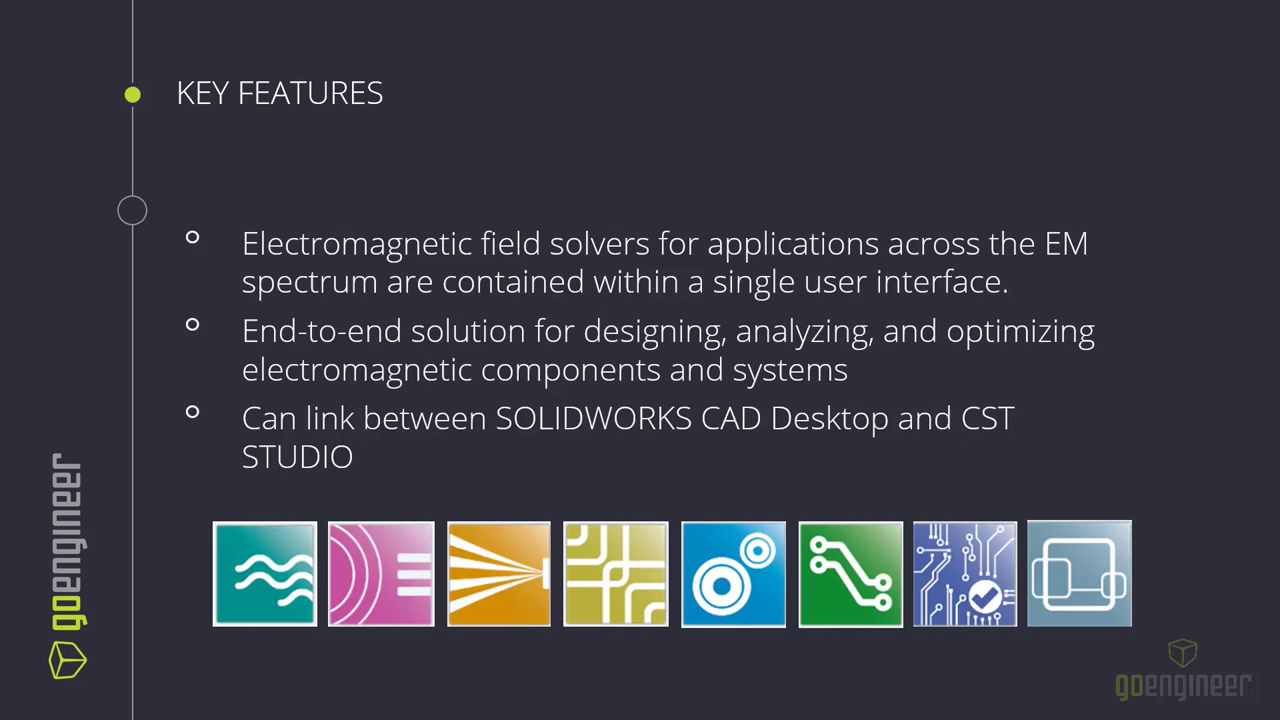 KEY FEATURES
Electromagnetic field solvers for applications across the EM
spectrum are contained within a single user interface.
End-to-end solution for designing, analyzing, and optimizing
electromagnetic components and systems
Can link between SOLIDWORKS CAD Desktop and CST
STUDIO
goengineer
goengineer